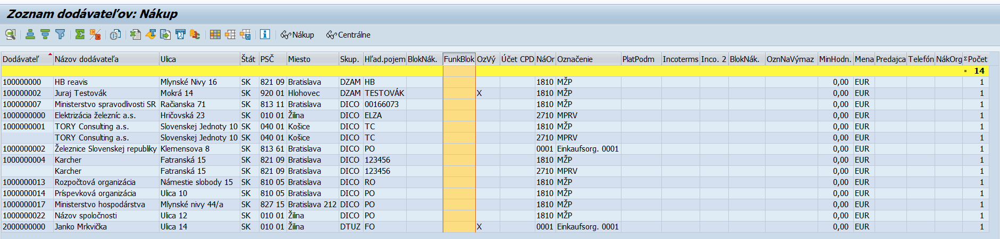 Zoznam dodávateľov: Nákup
Nákup Centrálne
Dodávateľ Názov dodávateľa Ulica Štát PSČ Miesto Skup. Hľad.pojem BlokNák. FunkBlok OzVý Účet CPD NáOr Označenie PlatPodm Incoterms Inco. 2 BlokNák. OznNaVýmaz MinHodn. Mena Predajca Telefón NákOrg Σ Počet
14
100000000 HB reavis Mlynské Nivy 16 SK 821 09 Bratislava DZAM HB 1810 MŽP 0,00 EUR 1
100000002 Juraj Testovák Mokrá 14 SK 920 01 Hlohovec DZAM TESTOVÁK X 1810 MŽP 0,00 EUR 1
100000007 Ministerstvo spravodlivosti SR Račianska 71 SK 813 11 Bratislava DICO 00166073 1810 MŽP 0,00 EUR 1
1000000000 Elektrizácia železníc a.s. Hričovská 23 SK 010 01 Žilina DICO ELZA 2710 MPRV 0,00 EUR 1
1000000001 TORY Consulting a.s. Slovenskej Jednoty 10 SK 040 01 Košice DICO TC 1810 MŽP 0,00 EUR 1
TORY Consulting a.s. Slovenskej Jednoty 10 SK 040 01 Košice DICO TC 2710 MPRV 0,00 EUR 1
1000000002 Železnice Slovenskej republiky Klemensova 8 SK 813 61 Bratislava DICO PO 0001 Einkaufsorg. 0001 0,00 EUR 1
1000000004 Karcher Fatranská 15 SK 821 09 Bratislava DICO 123456 1810 MŽP 0,00 EUR 1
Karcher Fatranská 15 SK 821 09 Bratislava DICO 123456 2710 MPRV 0,00 EUR 1
1000000013 Rozpočtová organizácia Námestie slobody 15 SK 810 05 Bratislava DICO RO 1810 MŽP 0,00 EUR 1
1000000014 Príspevková organizácia Ulica 10 SK 810 05 Bratislava DICO PO 1810 MŽP 0,00 EUR 1
1000000017 Ministerstvo hospodárstva Mlynské nivy 44/a SK 827 15 Bratislava 212 DICO PO 1810 MŽP 0,00 EUR 1
1000000022 Názov spoločnosti Ulica 12 SK 010 01 Žilina DICO PO 1810 MŽP 0,00 EUR 1
2000000000 Janko Mrkvička Ulica 14 SK 010 01 Žilina DTUZ FO X 0001 Einkaufsorg. 0001 0,00 EUR 1